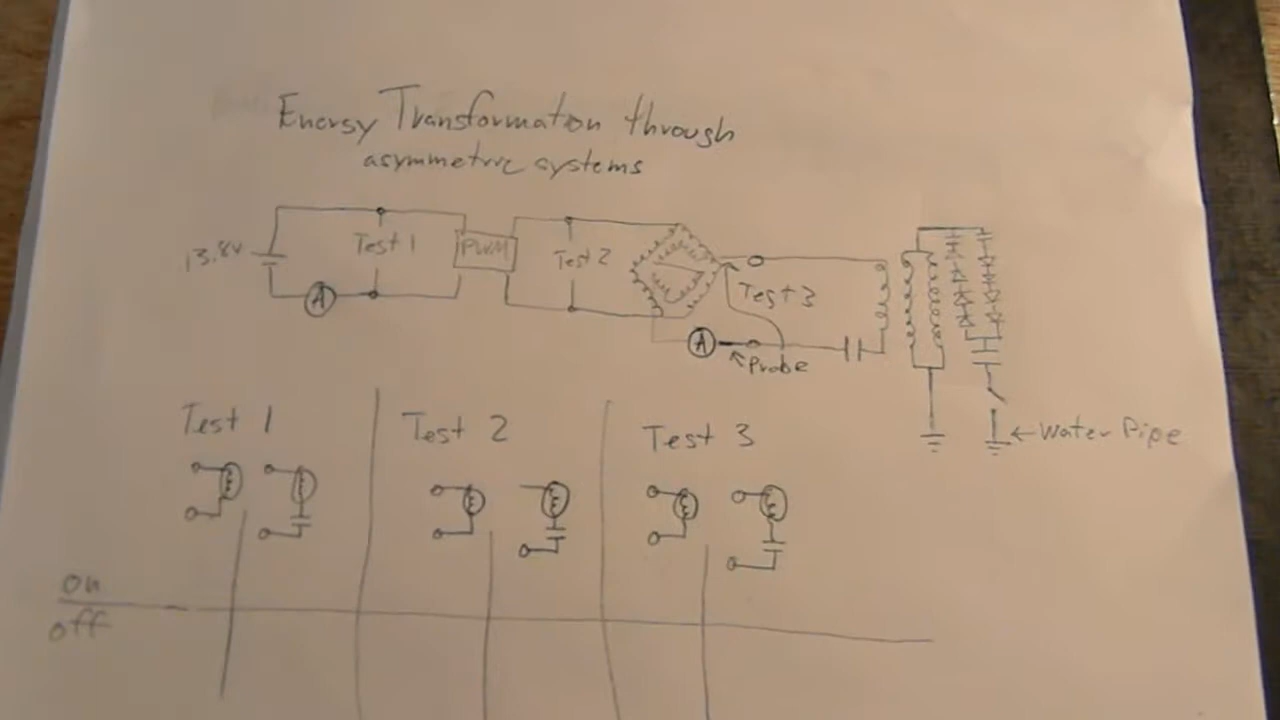 Energy Transformation through
asymmetric systems
13.8V
Test 1
PWM
Test 2
Test 3
A
A
Probe
Water Pipe
Test 1
Test 2
Test 3
on
off